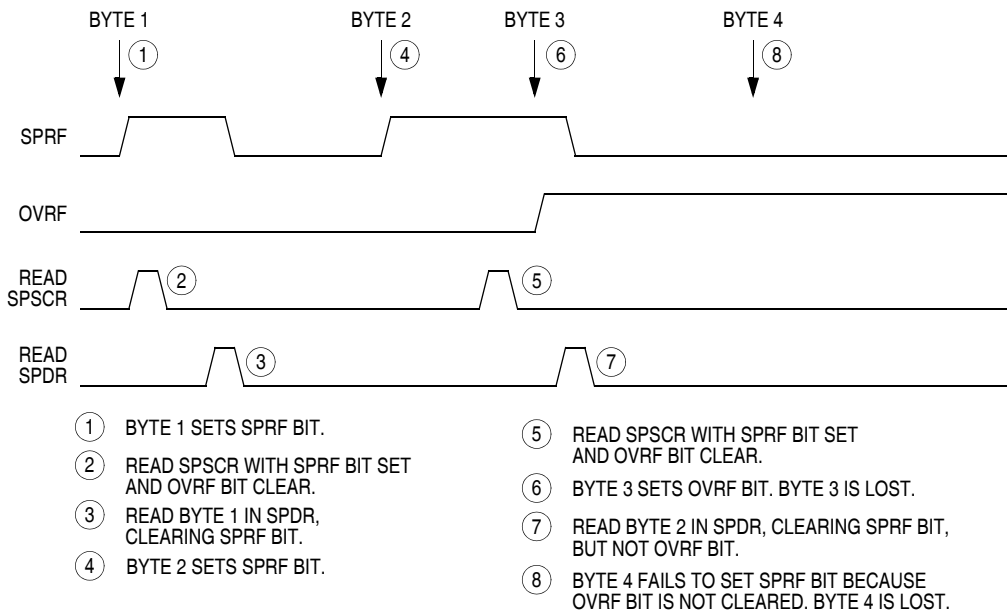 BYTE 1 BYTE 2 BYTE 3 BYTE 4
1 4 6 8
SPRF
OVRF
READ
SPSCR
2 5
READ
SPDR
3 7
1 BYTE 1 SETS SPRF BIT.
2 READ SPSCR WITH SPRF BIT SET
AND OVRF BIT CLEAR.
3 READ BYTE 1 IN SPDR,
CLEARING SPRF BIT.
4 BYTE 2 SETS SPRF BIT.
5 READ SPSCR WITH SPRF BIT SET
AND OVRF BIT CLEAR.
6 BYTE 3 SETS OVRF BIT. BYTE 3 IS LOST.
7 READ BYTE 2 IN SPDR, CLEARING SPRF BIT,
BUT NOT OVRF BIT.
8 BYTE 4 FAILS TO SET SPRF BIT BECAUSE
OVRF BIT IS NOT CLEARED. BYTE 4 IS LOST.